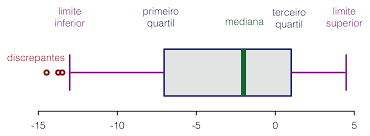 limite
inferior
primeiro
quartil
mediana
terceiro
quartil
limite
superior
discrepantes
-15
-10
-5
0
5